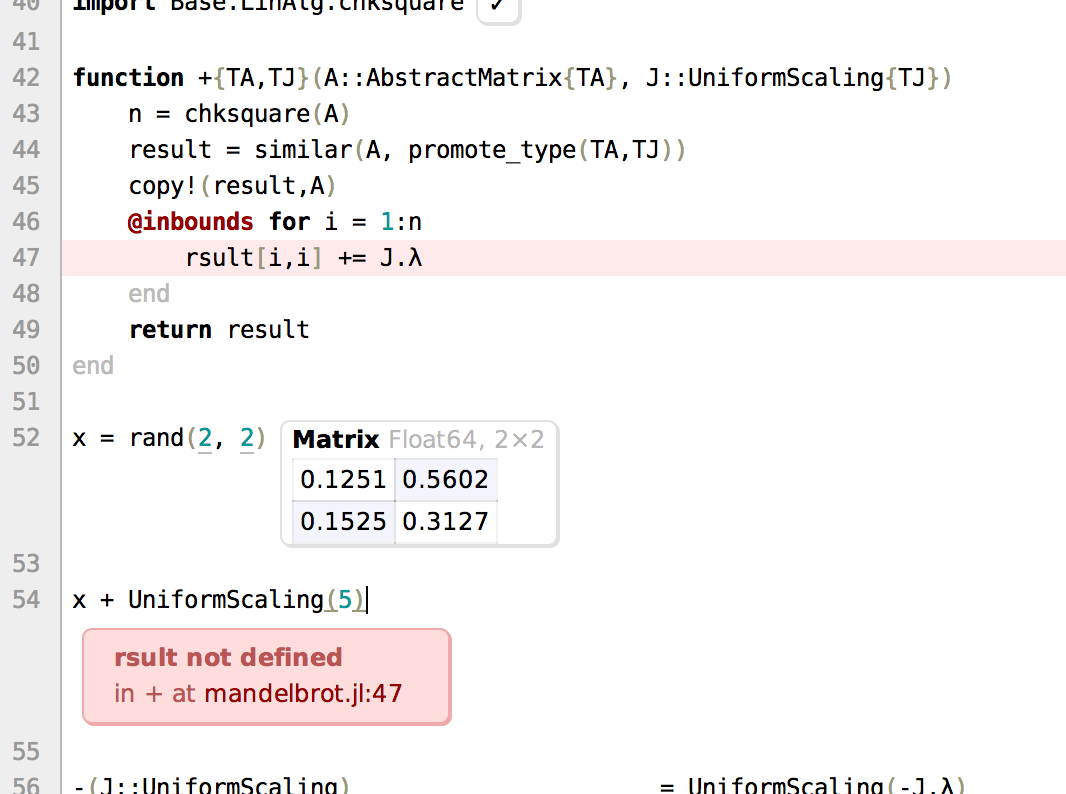 40 import Base.LinAlg.chksquare ✓
41
42 function +{TA,TJ}(A::AbstractMatrix{TA}, J::UniformScaling{TJ})
43 n = chksquare(A)
44 result = similar(A, promote_type(TA,TJ))
45 copy!(result,A)
46 @inbounds for i = 1:n
47 rsult[i,i] += J.λ
48 end
49 return result
50 end
51
52 x = rand(2, 2) Matrix Float64, 2×2
0.1251 0.5602
0.1525 0.3127
53
54 x + UniformScaling(5)
rsult not defined
in + at mandelbrot.jl:47
55
56 -(J::UniformScaling) = UniformScaling(-J.λ)